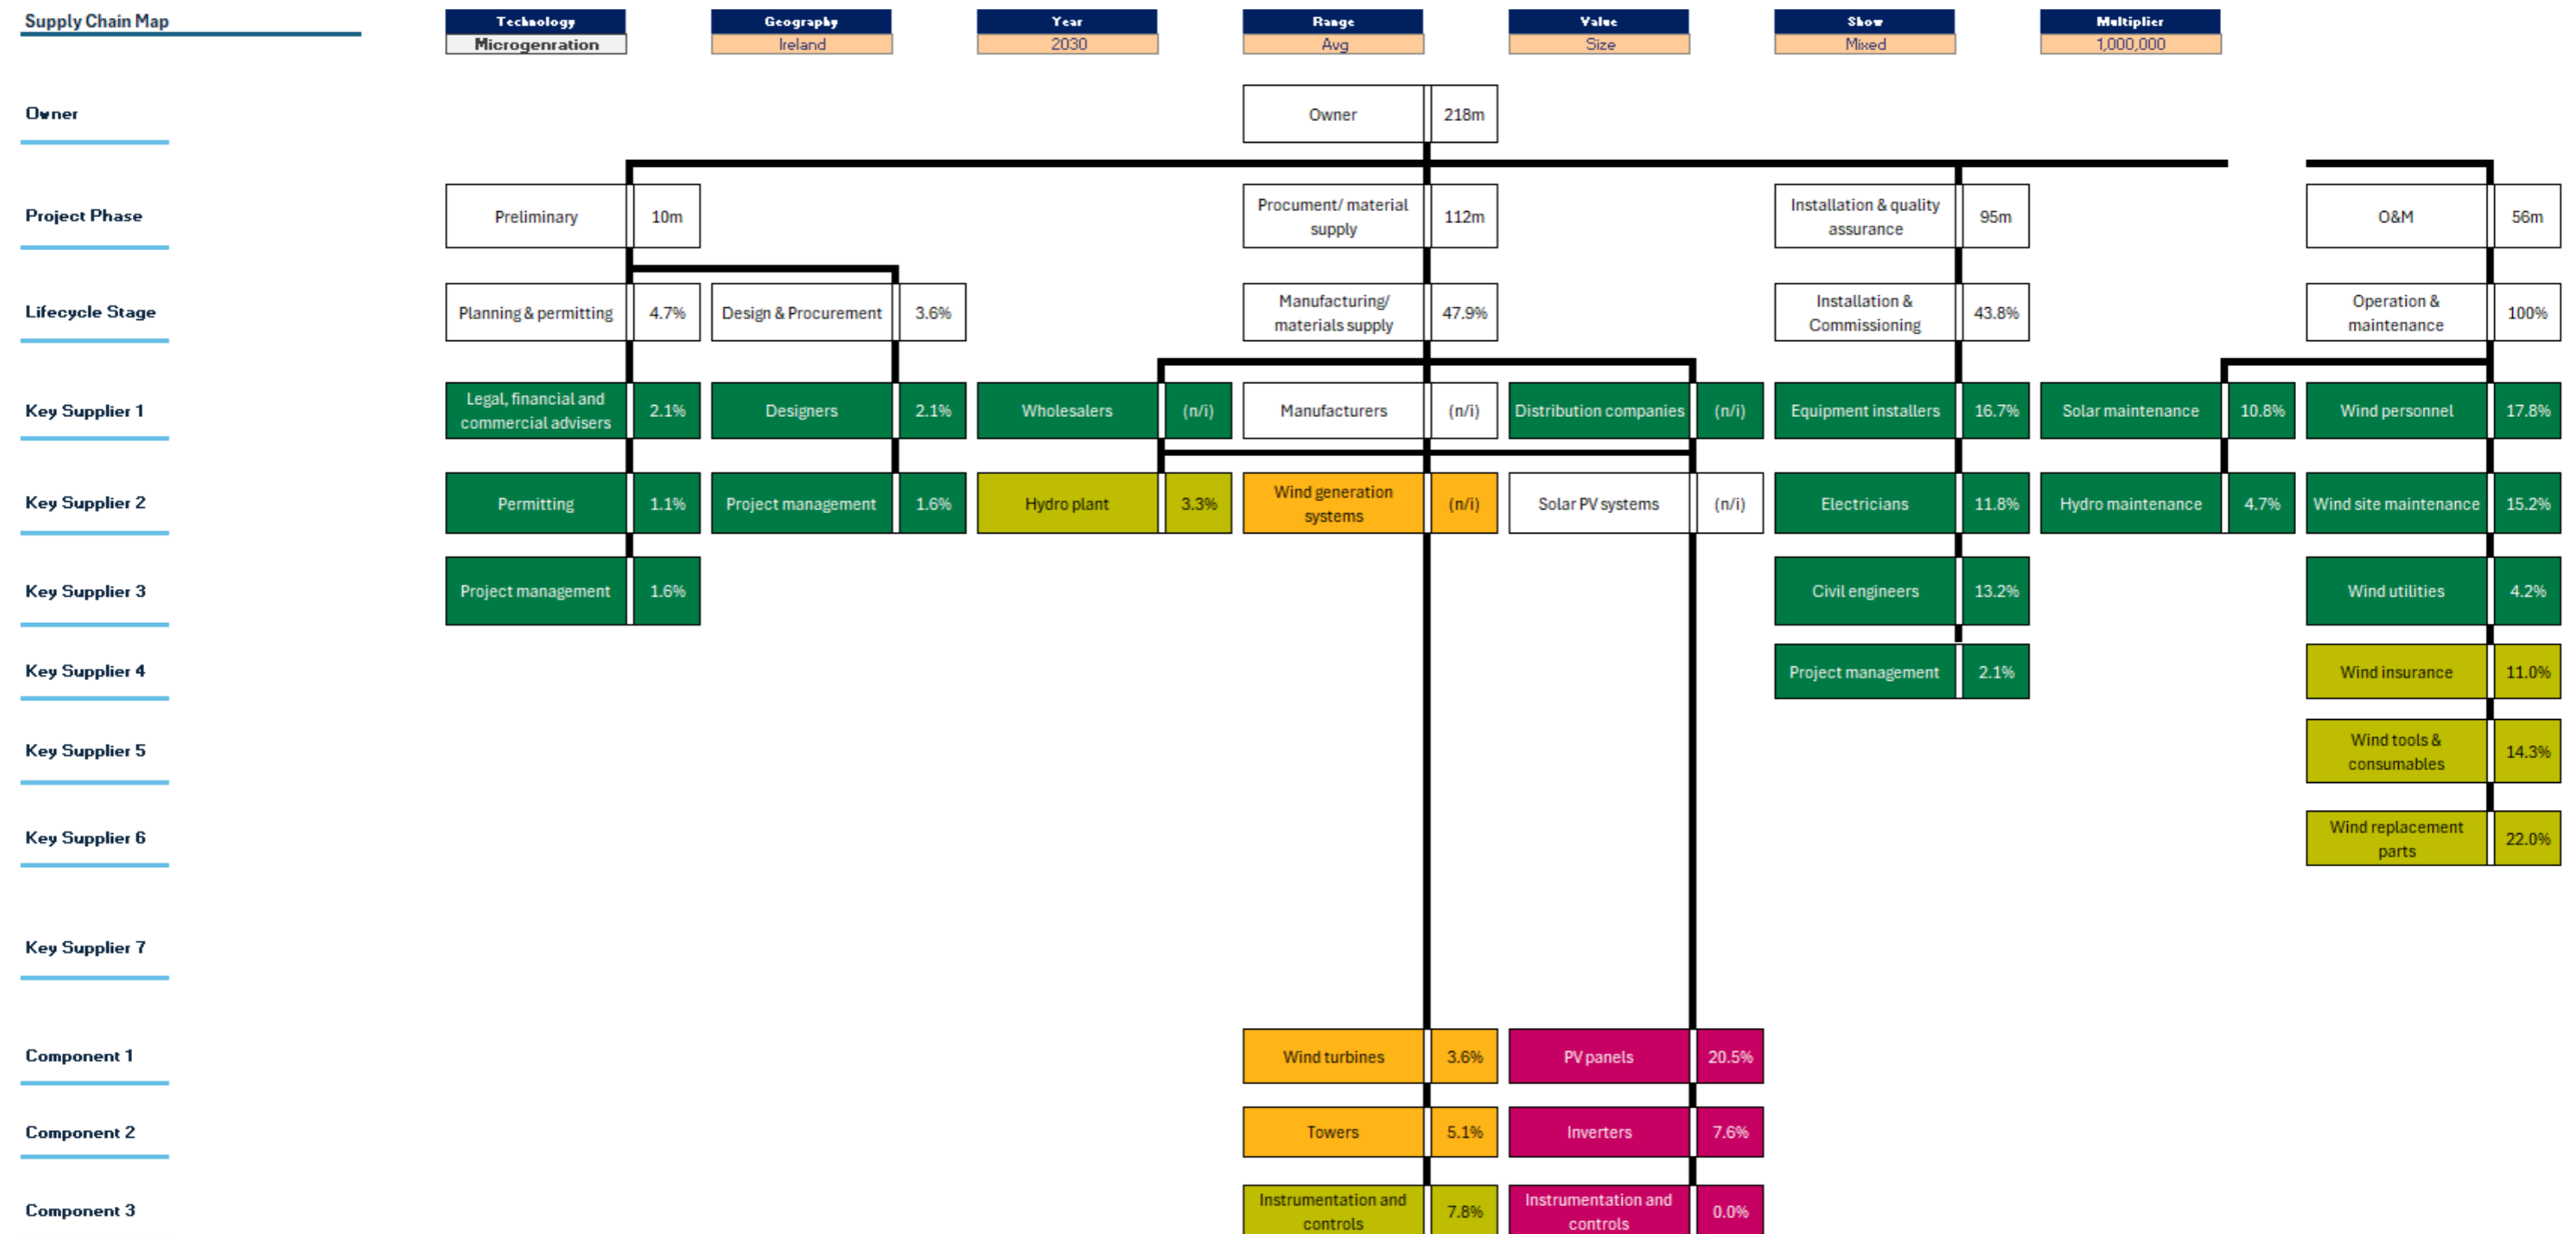 Supply Chain Map
Technology Geography Year Range Value Show Multiplier
Microgenration Ireland 2030 Avg Size Mixed 1,000,000
Owner
Owner 218m
Project Phase
Preliminary 10m
Procument/ material
supply 112m
Installation & quality
assurance 95m
O&M 56m
Lifecycle Stage
Planning & permitting 4.7%
Design & Procurement 3.6%
Manufacturing/
materials supply 47.9%
Installation &
Commissioning 43.8%
Operation &
maintenance 100%
Key Supplier 1
Legal, financial and
commercial advisers 2.1%
Designers 2.1%
Wholesalers (n/i)
Manufacturers (n/i)
Distribution companies (n/i)
Equipment installers 16.7%
Solar maintenance 10.8%
Wind personnel 17.8%
Key Supplier 2
Permitting 1.1%
Project management 1.6%
Hydro plant 3.3%
Wind generation
systems (n/i)
Solar PV systems (n/i)
Electricians 11.8%
Hydro maintenance 4.7%
Wind site maintenance 15.2%
Key Supplier 3
Project management 1.6%
Civil engineers 13.2%
Wind utilities 4.2%
Key Supplier 4
Project management 2.1%
Wind insurance 11.0%
Key Supplier 5
Wind tools &
consumables 14.3%
Key Supplier 6
Wind replacement
parts 22.0%
Key Supplier 7
Component 1
Wind turbines 3.6%
PV panels 20.5%
Component 2
Towers 5.1%
Inverters 7.6%
Component 3
Instrumentation and
controls 7.8%
Instrumentation and
controls 0.0%